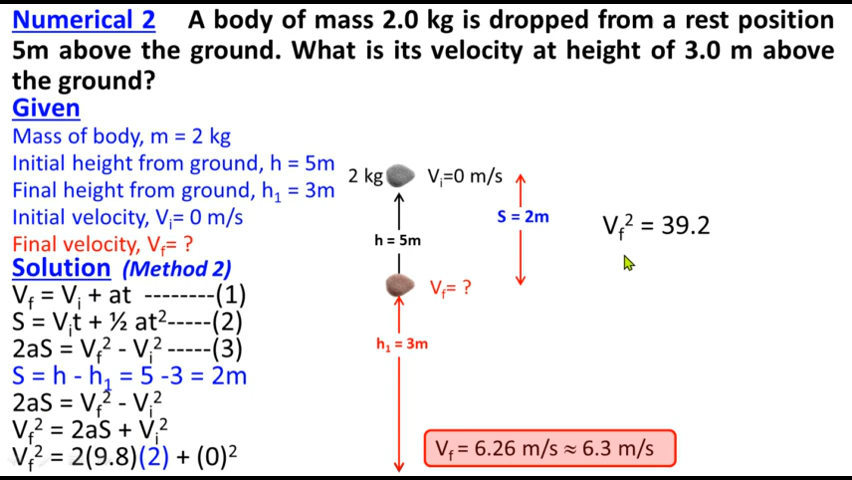 Numerical 2 A body of mass 2.0 kg is dropped from a rest position
5m above the ground. What is its velocity at height of 3.0 m above
the ground?
Given
Mass of body, m = 2 kg
Initial height from ground, h = 5m
Final height from ground, h₁ = 3m
Initial velocity, Vᵢ= 0 m/s
Final velocity, V_f= ?
Solution (Method 2)
V_f = Vᵢ + at --------(1)
S = Vᵢt + ½ at²-----(2)
2aS = V_f² - Vᵢ² -----(3)
S = h - h₁ = 5 -3 = 2m
2aS = V_f² - Vᵢ²
V_f² = 2aS + Vᵢ²
V_f² = 2(9.8)(2) + (0)²
2 kg
Vᵢ=0 m/s
S = 2m
h = 5m
V_f= ?
h₁ = 3m
V_f² = 39.2
V_f = 6.26 m/s ≈ 6.3 m/s